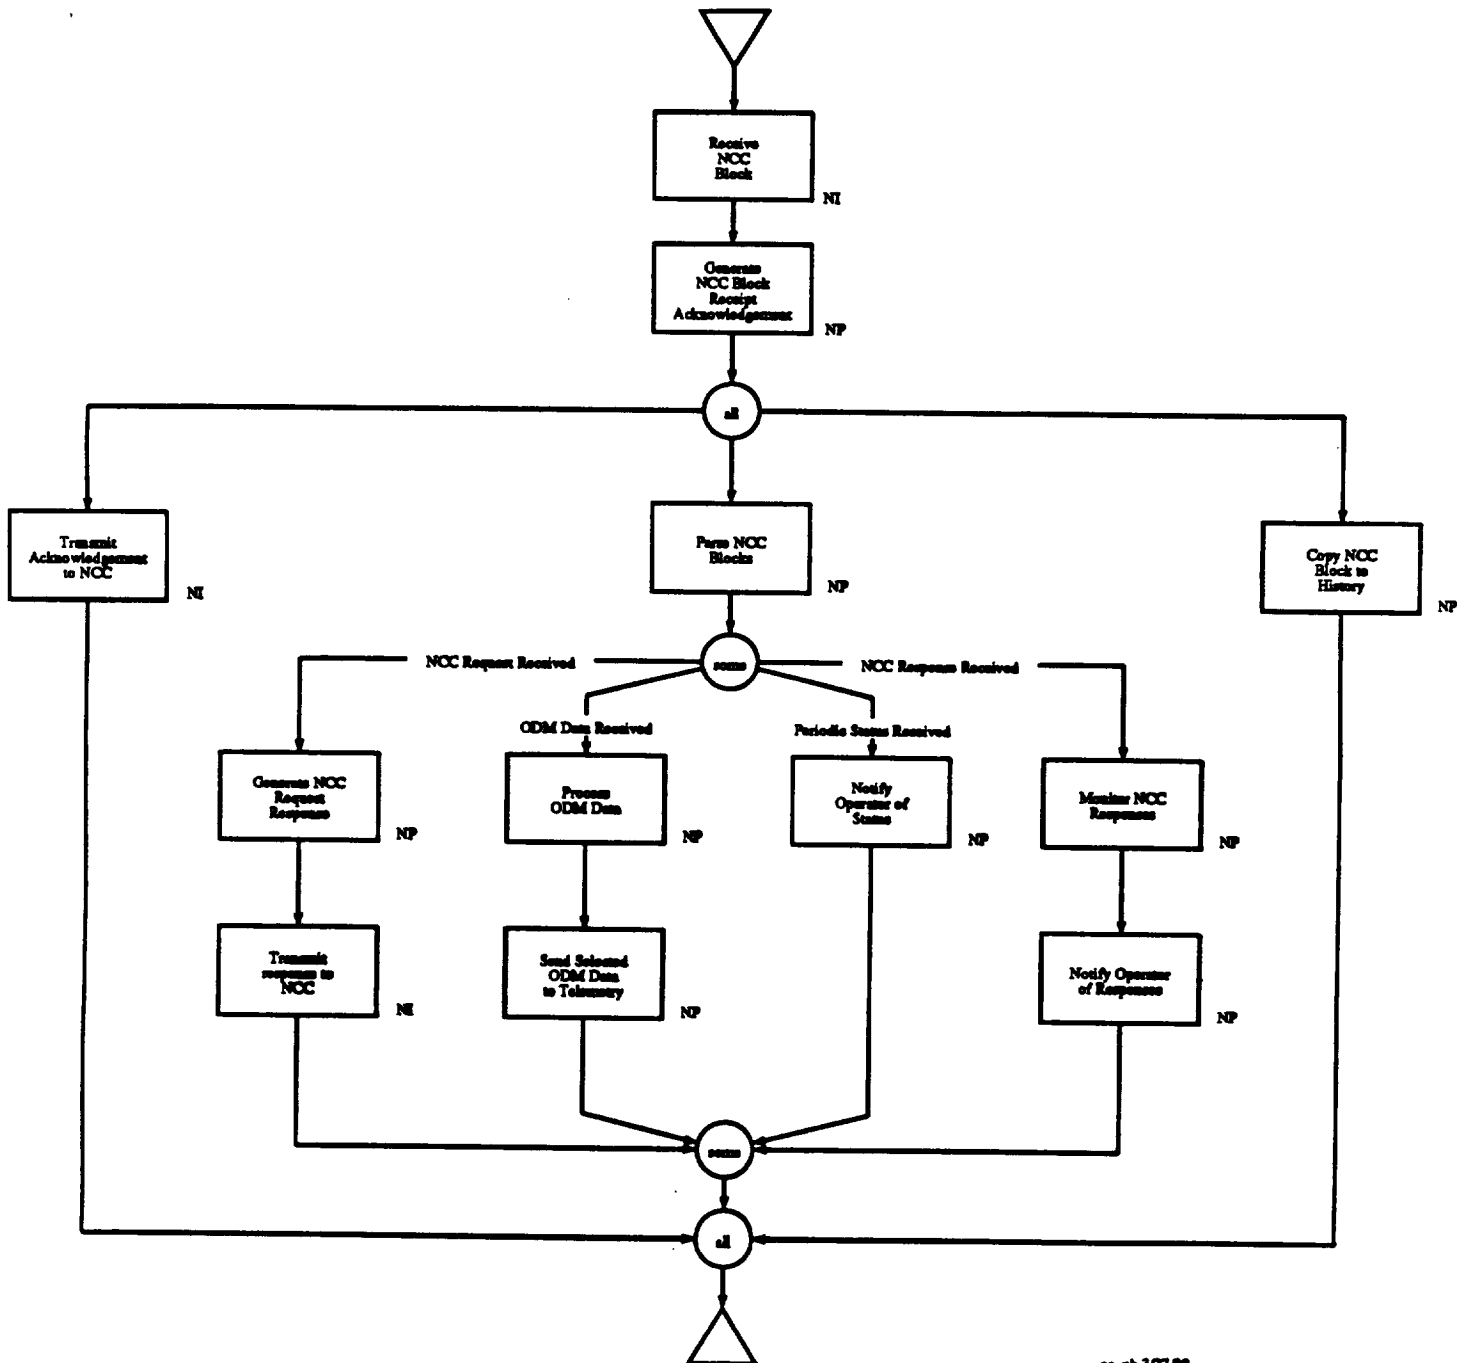 Receive
NCC
Block
NI
Generate
NCC Block
Receipt
Acknowledgement
NP
all
Transmit
Acknowledgement
to NCC
NI
Parse NCC
Blocks
NP
Copy NCC
Block to
History
NP
some
NCC Request Received
NCC Response Received
ODM Data Received
Periodic Status Received
Generate NCC
Request
Response
NP
Process
ODM Data
NP
Notify
Operator of
Status
NP
Monitor NCC
Responses
NP
Transmit
response to
NCC
NI
Send Selected
ODM Data
to Telemetry
NP
Notify Operator
of Responses
NP
some
all